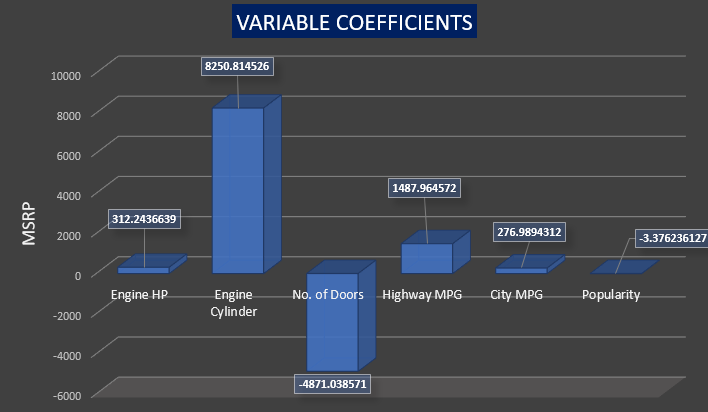 VARIABLE COEFFICIENTS
8250.814526
10000
8000
6000
4000
2000
0
-2000
-4000
-6000
MSRP
312.2436639
1487.964572
276.9894312
-3.376236127
Engine HP
Engine
Cylinder
No. of Doors
Highway MPG
City MPG
Popularity
-4871.038571